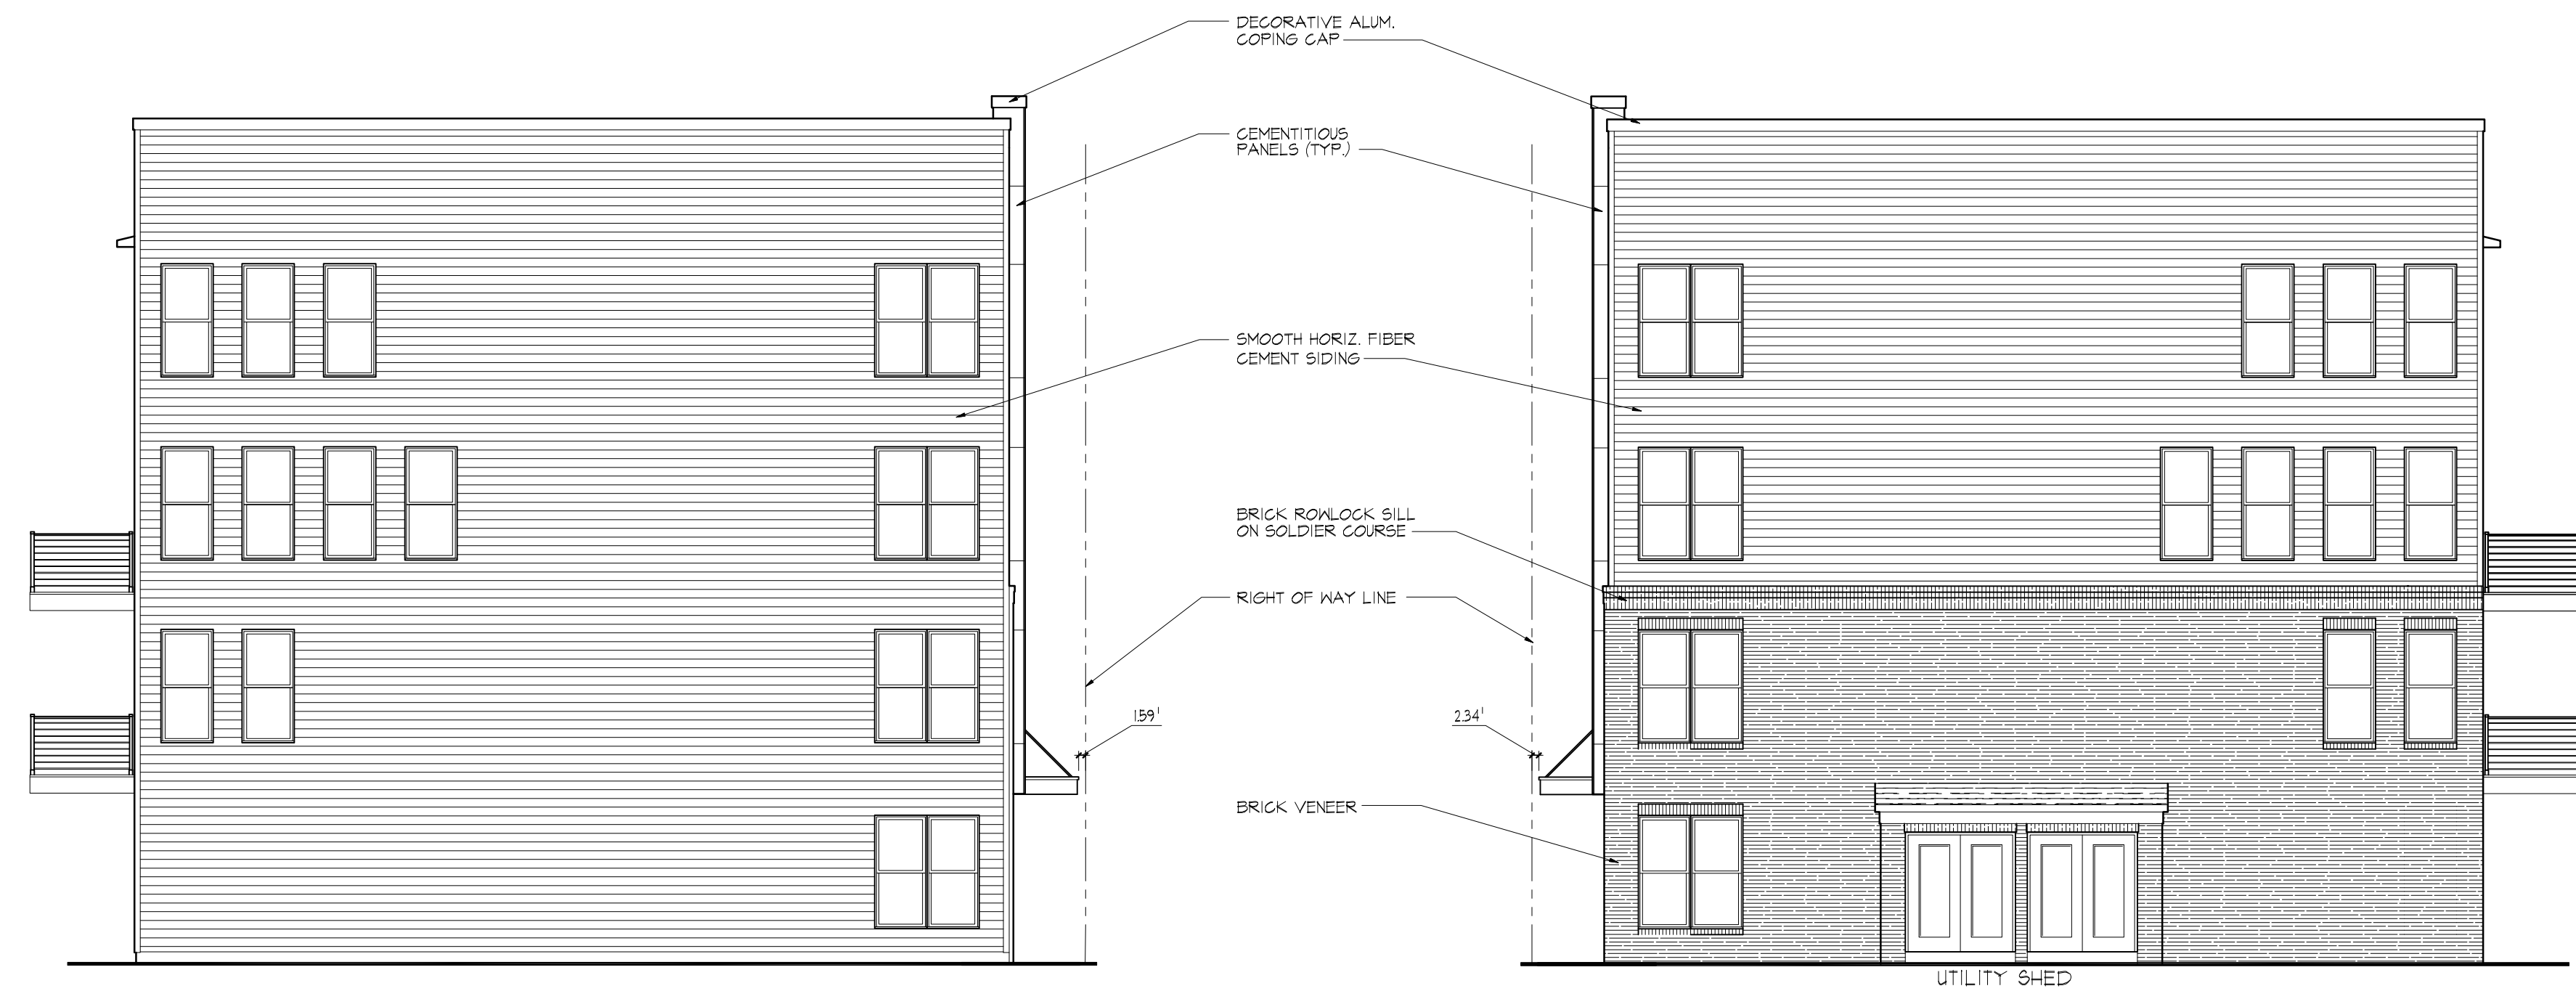 DECORATIVE ALUM.
COPING CAP
CEMENTITIOUS
PANELS (TYP.)
SMOOTH HORIZ. FIBER
CEMENT SIDING
BRICK ROWLOCK SILL
ON SOLDIER COURSE
RIGHT OF WAY LINE
1.59'
2.34'
BRICK VENEER
UTILITY SHED